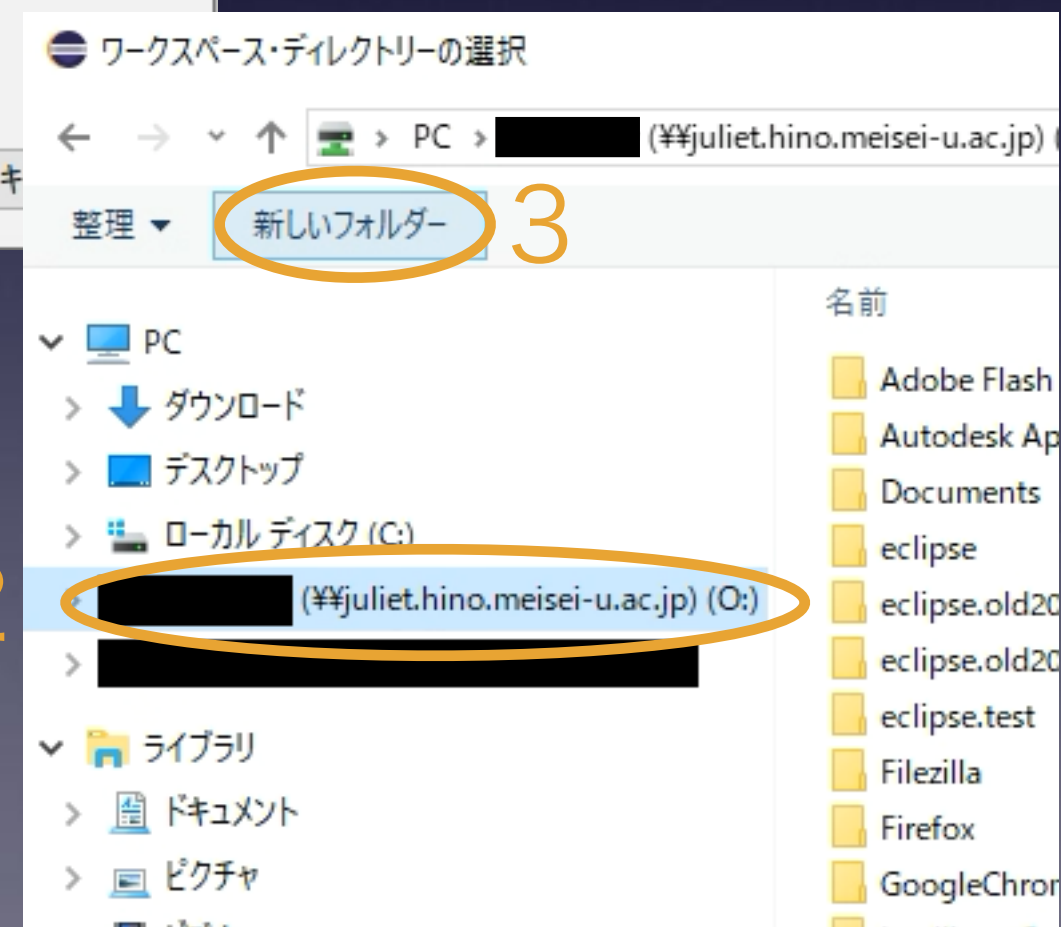 ワークスペース・ディレクトリーの選択
PC
(¥¥juliet.hino.meisei-u.ac.jp)
キ
整理
新しいフォルダー
3
名前
PC
ダウンロード
デスクトップ
ローカル ディスク (C:)
(¥¥juliet.hino.meisei-u.ac.jp) (O:)
ライブラリ
ドキュメント
ピクチャ
Adobe Flash
Autodesk Ap
Documents
eclipse
eclipse.old20
eclipse.old20
eclipse.test
Filezilla
Firefox
GoogleChror